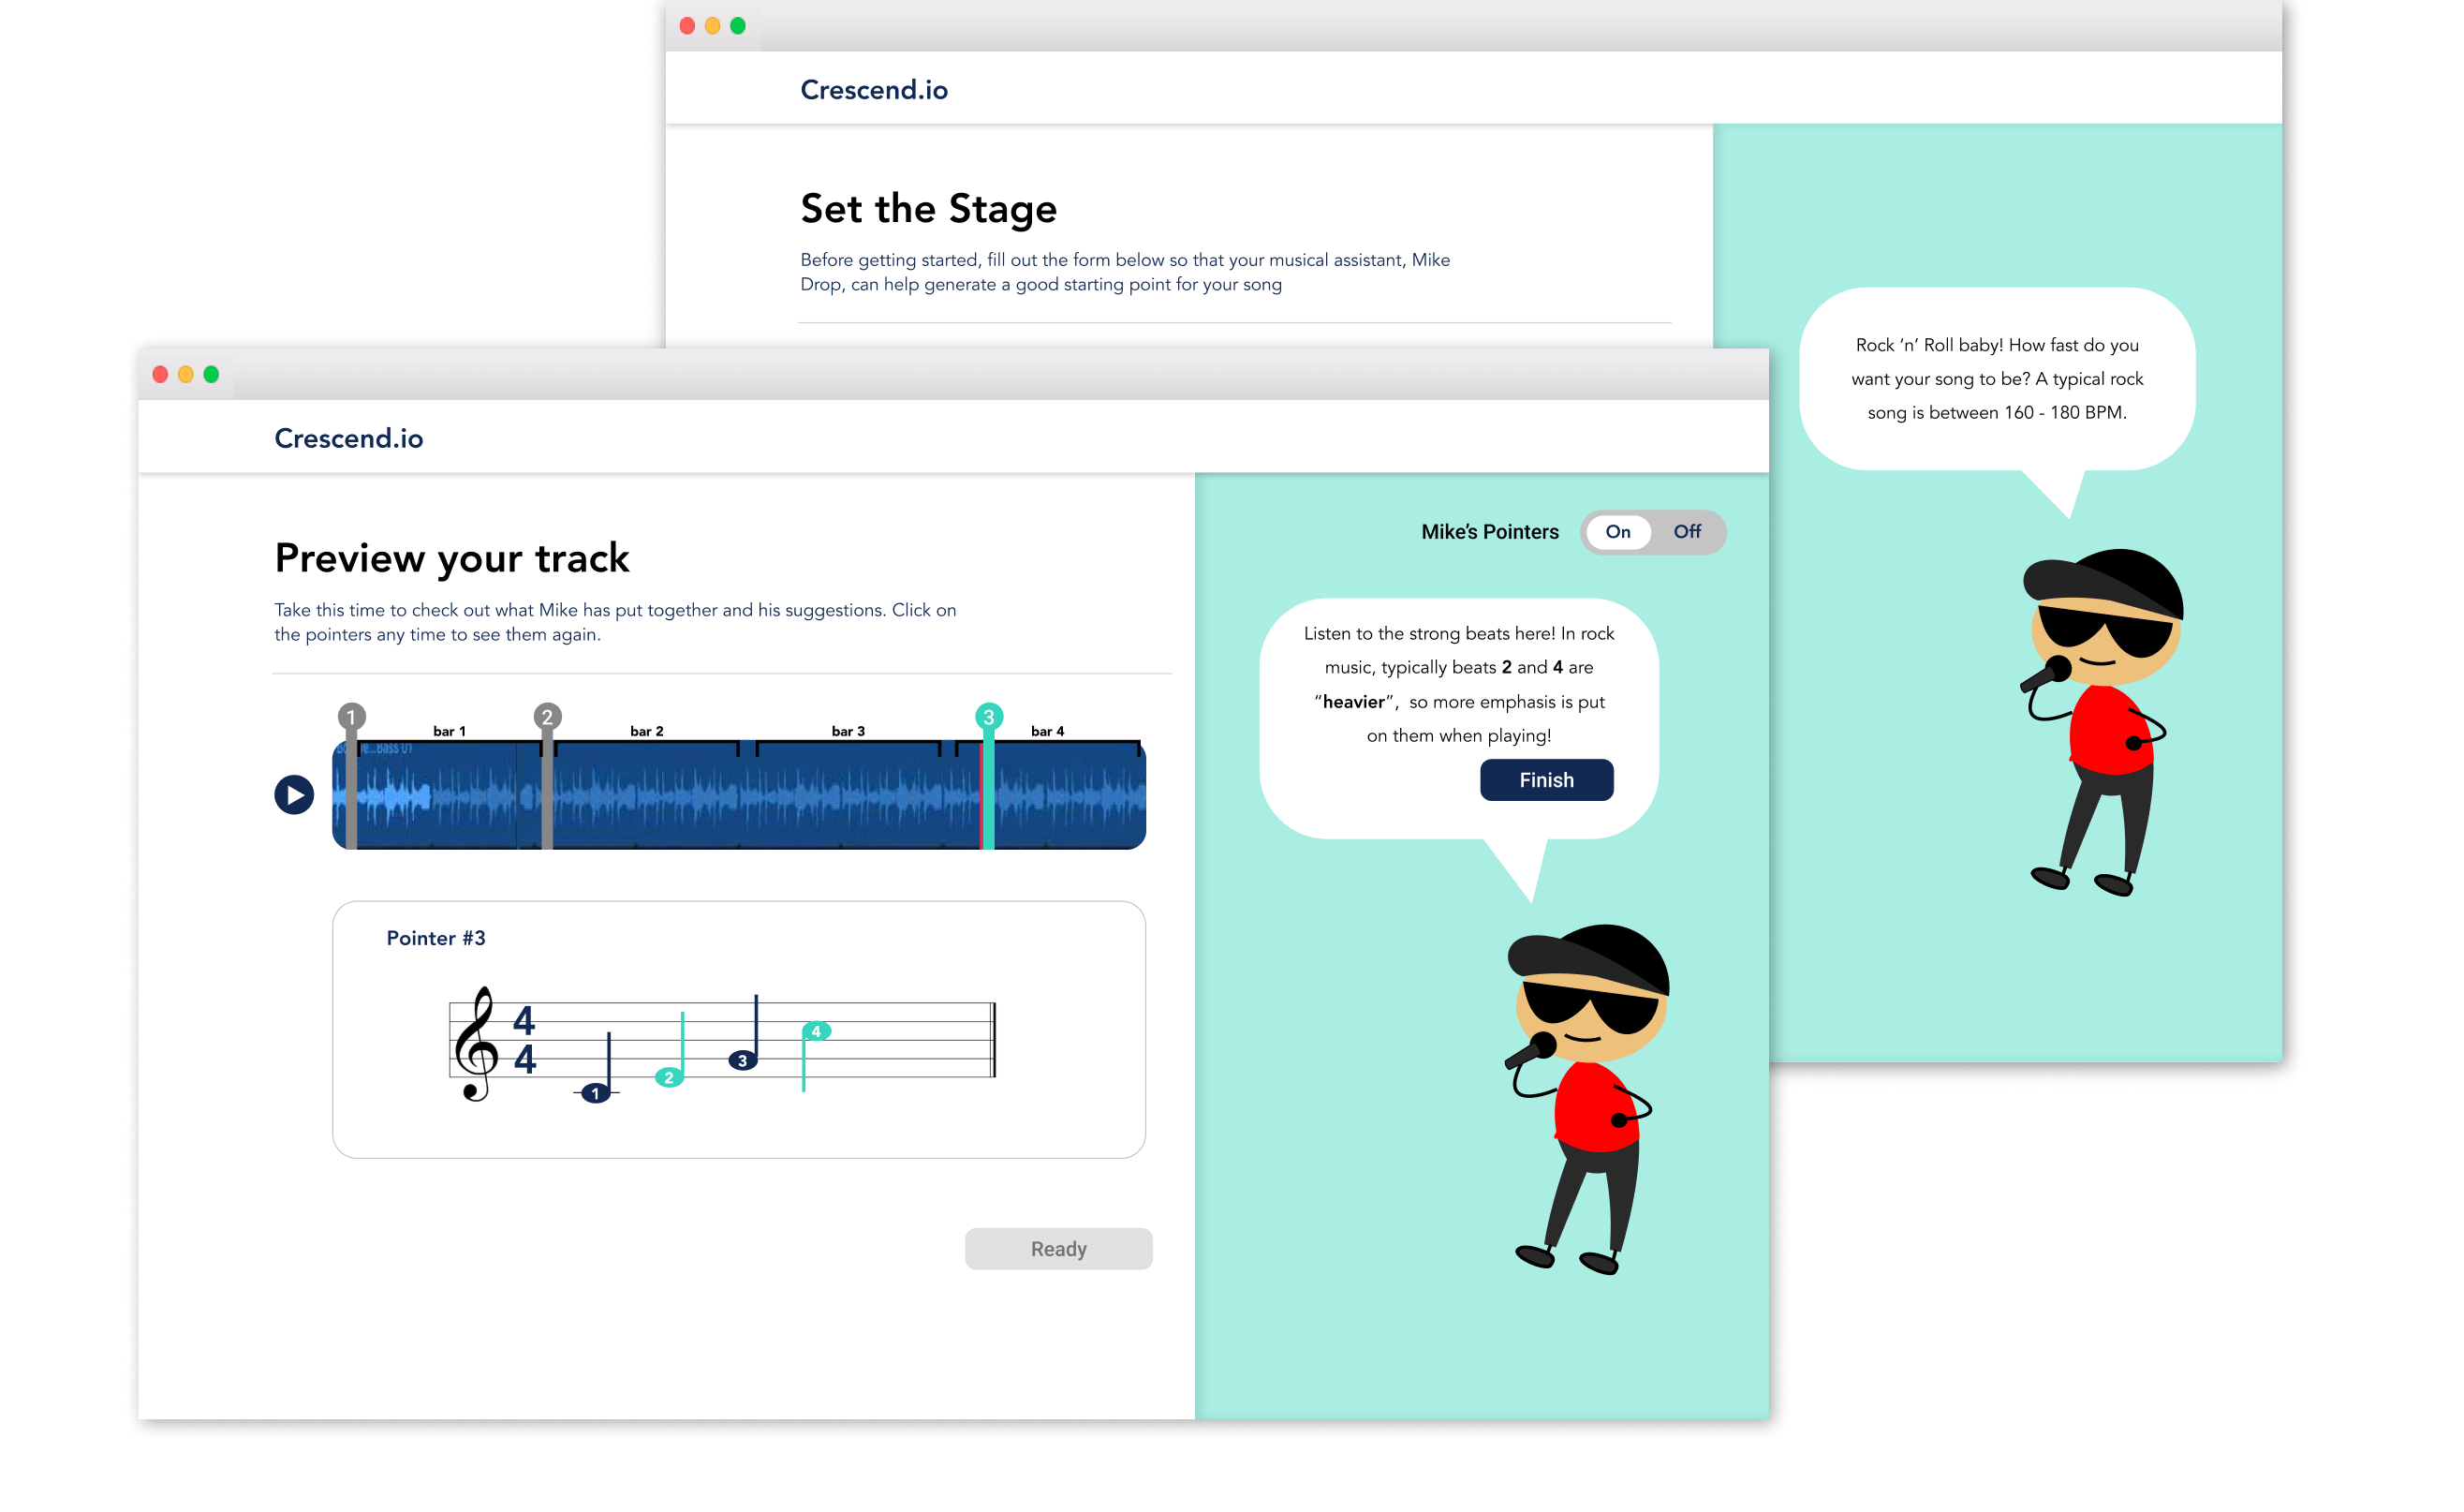 Crescend.io
Set the Stage
Before getting started, fill out the form below so that your musical assistant, Mike
Drop, can help generate a good starting point for your song
Rock ‘n’ Roll baby! How fast do you
want your song to be? A typical rock
song is between 160 - 180 BPM.
Crescend.io
Preview your track
Take this time to check out what Mike has put together and his suggestions. Click on
the pointers any time to see them again.
1 2 3
bar 1 bar 2 bar 3 bar 4
Bass 01
Pointer #3
4
4
1 2 3 4
Ready
Mike’s Pointers On Off
Listen to the strong beats here! In rock
music, typically beats 2 and 4 are
“heavier”, so more emphasis is put
on them when playing!
Finish